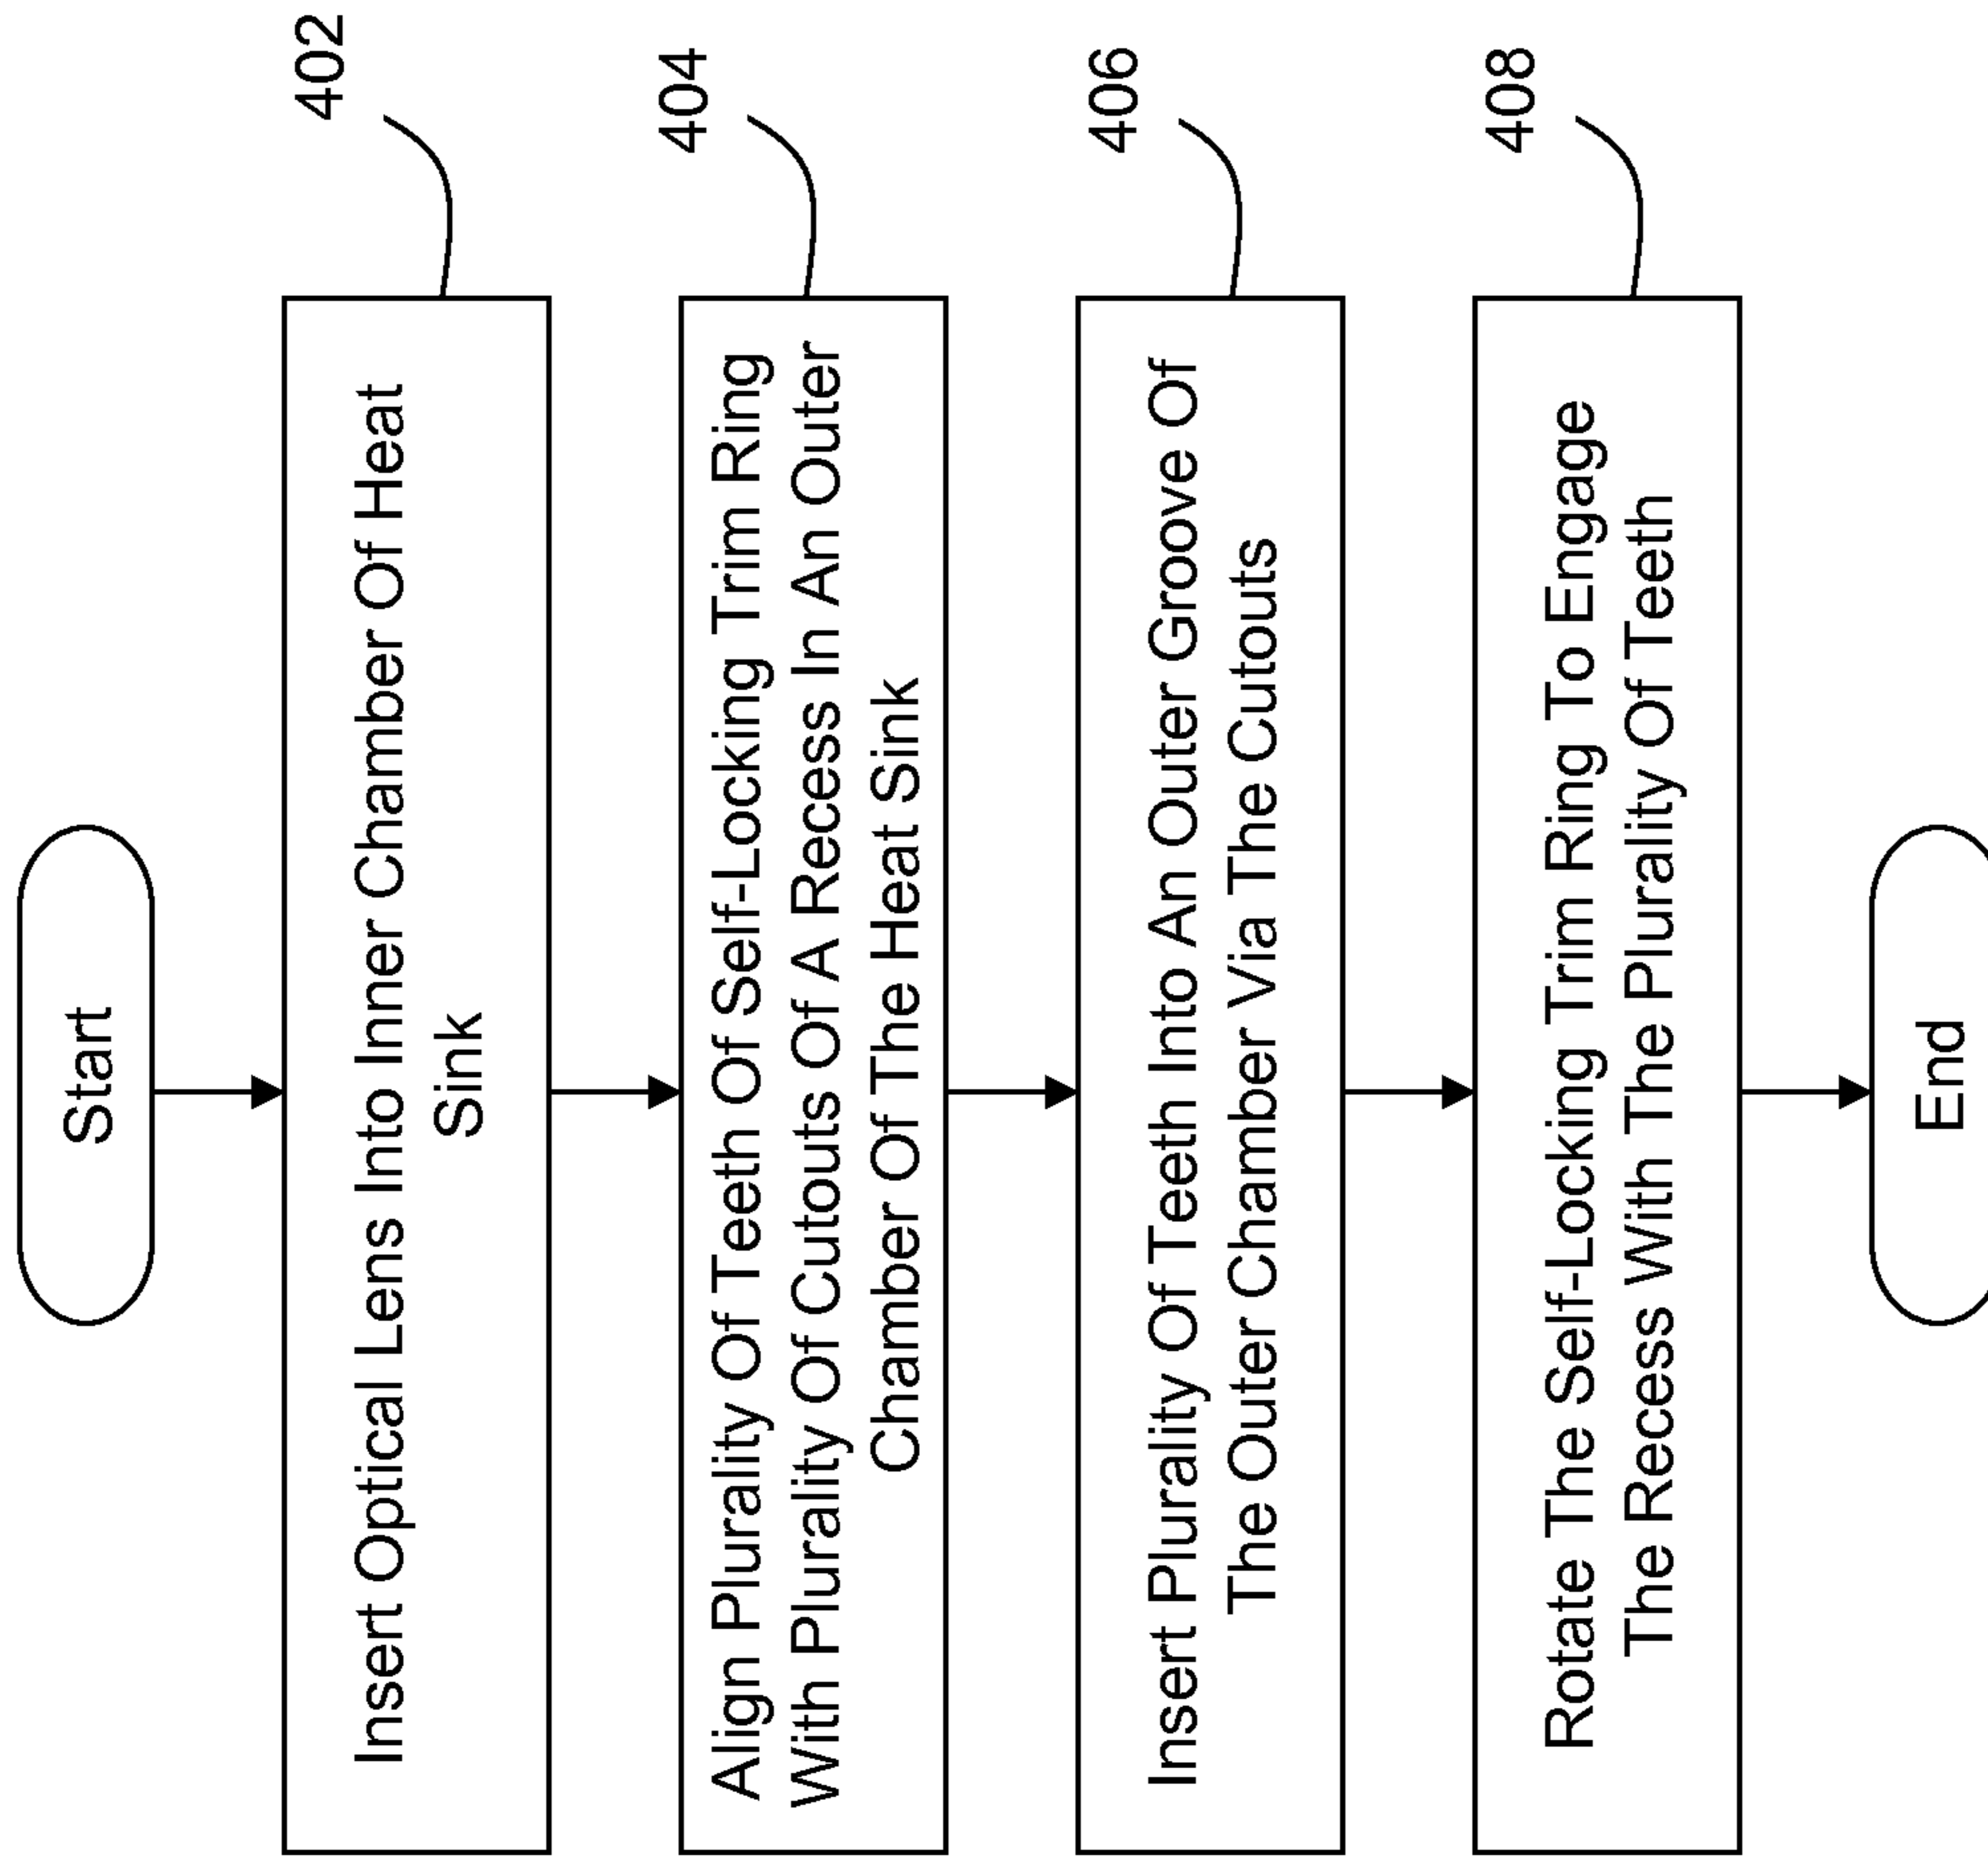 Start
402
Insert Optical Lens Into Inner Chamber Of Heat
Sink
404
Align Plurality Of Teeth Of Self-Locking Trim Ring
With Plurality Of Cutouts Of A Recess In An Outer
Chamber Of The Heat Sink
406
Insert Plurality Of Teeth Into An Outer Groove Of
The Outer Chamber Via The Cutouts
408
Rotate The Self-Locking Trim Ring To Engage
The Recess With The Plurality Of Teeth
End